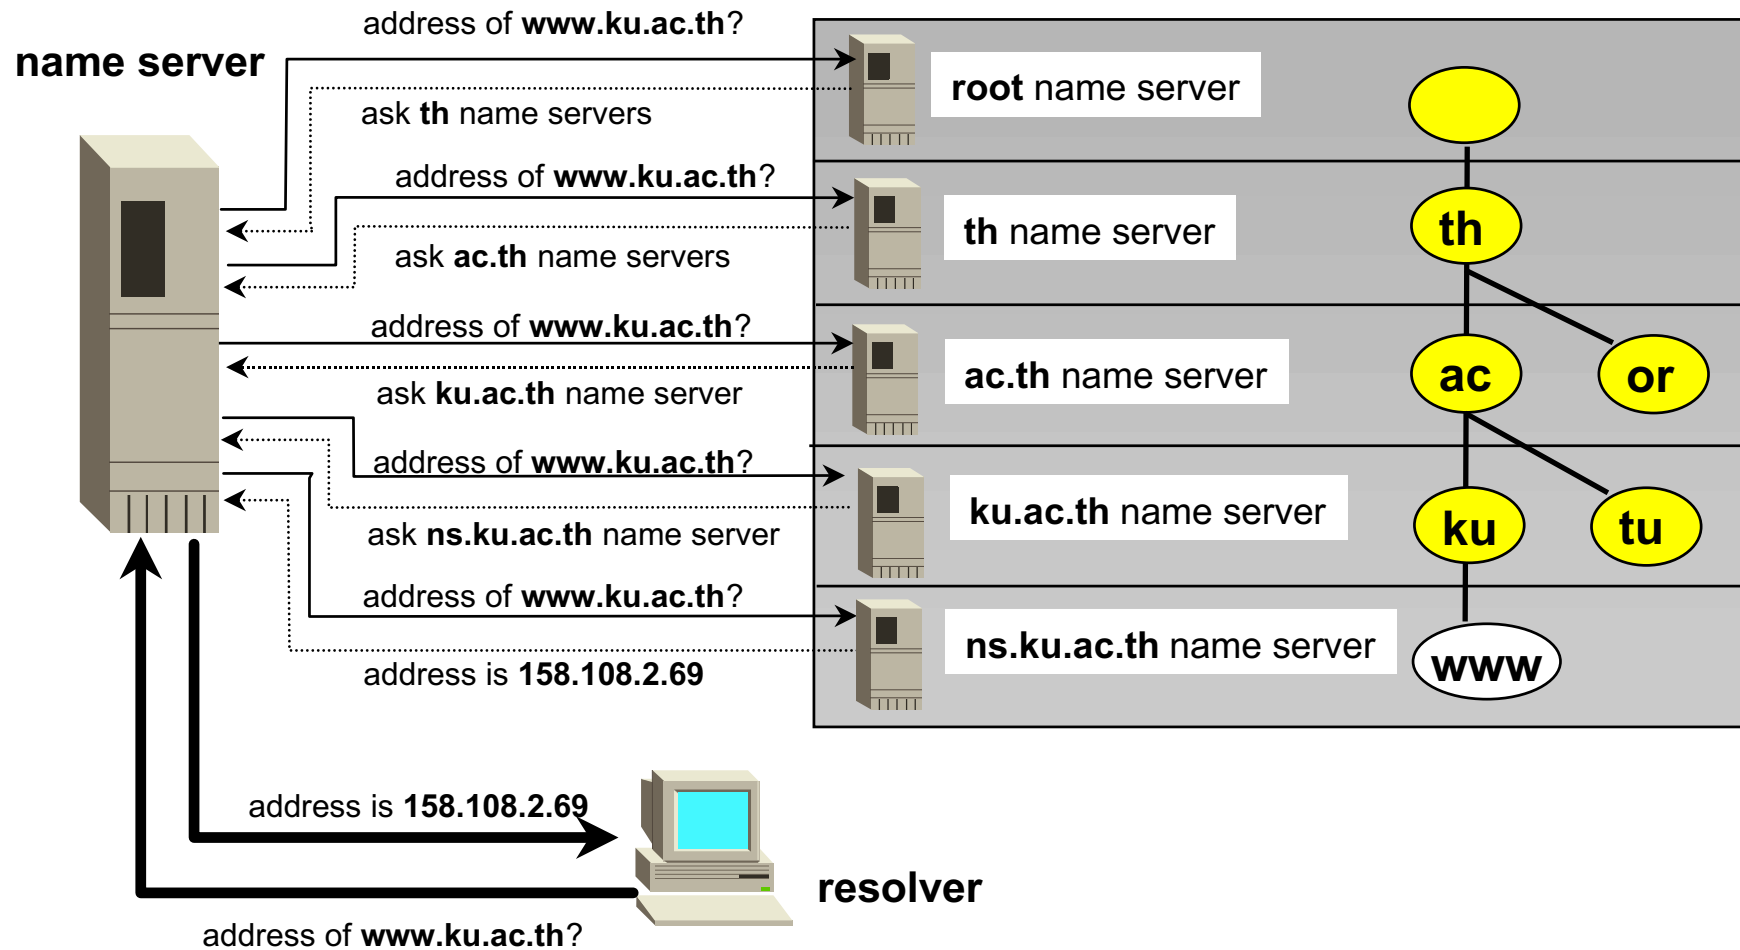 address of www.ku.ac.th?
name server
root name server
ask th name servers
address of www.ku.ac.th?
th name server
th
ask ac.th name servers
address of www.ku.ac.th?
ac.th name server
ac
or
ask ku.ac.th name server
address of www.ku.ac.th?
ku.ac.th name server
ku
tu
ask ns.ku.ac.th name server
address of www.ku.ac.th?
ns.ku.ac.th name server
www
address is 158.108.2.69
address is 158.108.2.69
resolver
address of www.ku.ac.th?